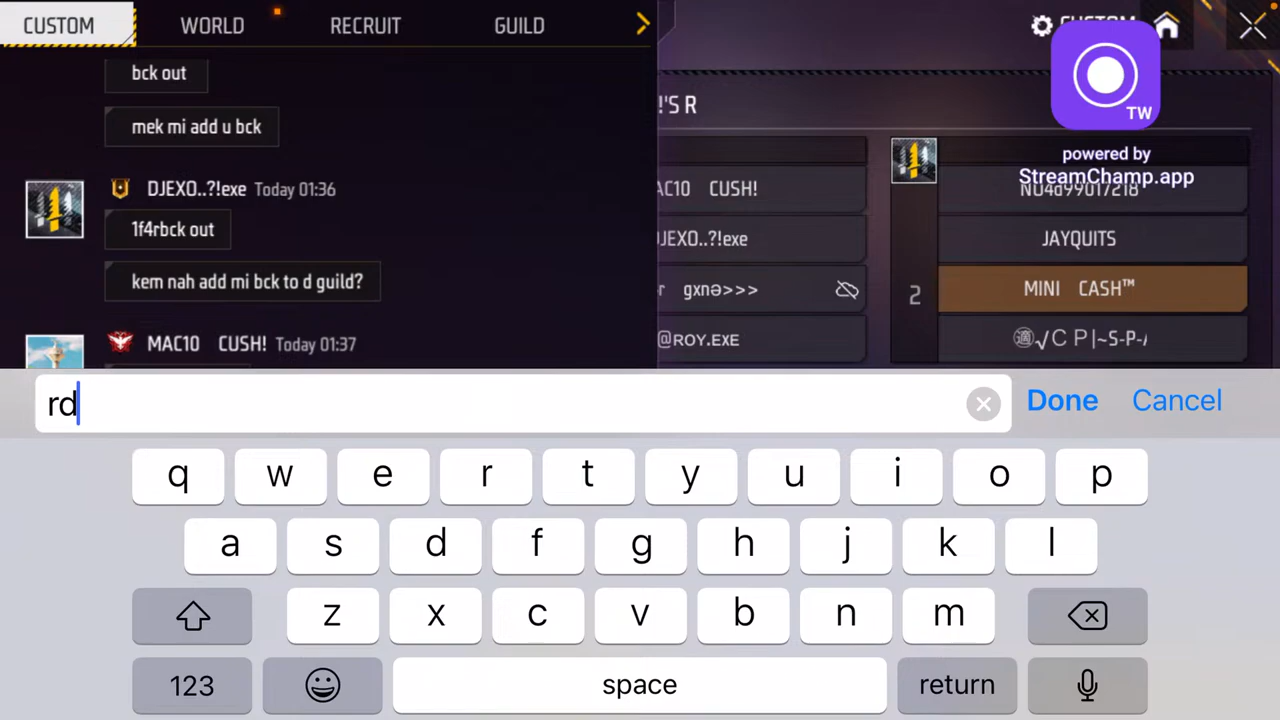 CUSTOM WORLD RECRUIT GUILD
CUSTOM
bck out
mek mi add u bck
DJEXO..?!exe Today 01:36
1f4rbck out
kem nah add mi bck to d guild?
MAC10 CUSH! Today 01:37
!'S R
AC10 CUSH!
DJEXO..?!exe
r gxnə>>>
@ROY.EXE
TW
powered by
StreamChamp.app
JAYQUITS
2
MINI CASH™
適√C P|~S-P-
rd
Done Cancel
q w e r t y u i o p
a s d f g h j k l
z x c v b n m
123 space return